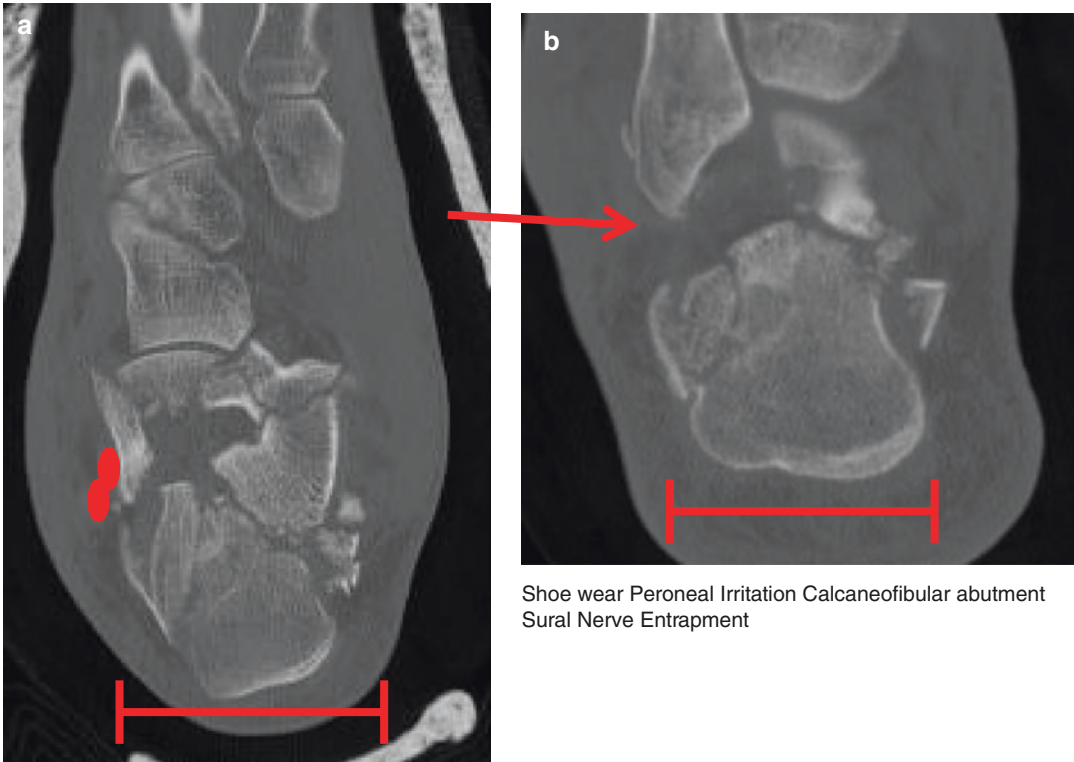 a
b
Shoe wear Peroneal Irritation Calcaneofibular abutment
Sural Nerve Entrapment